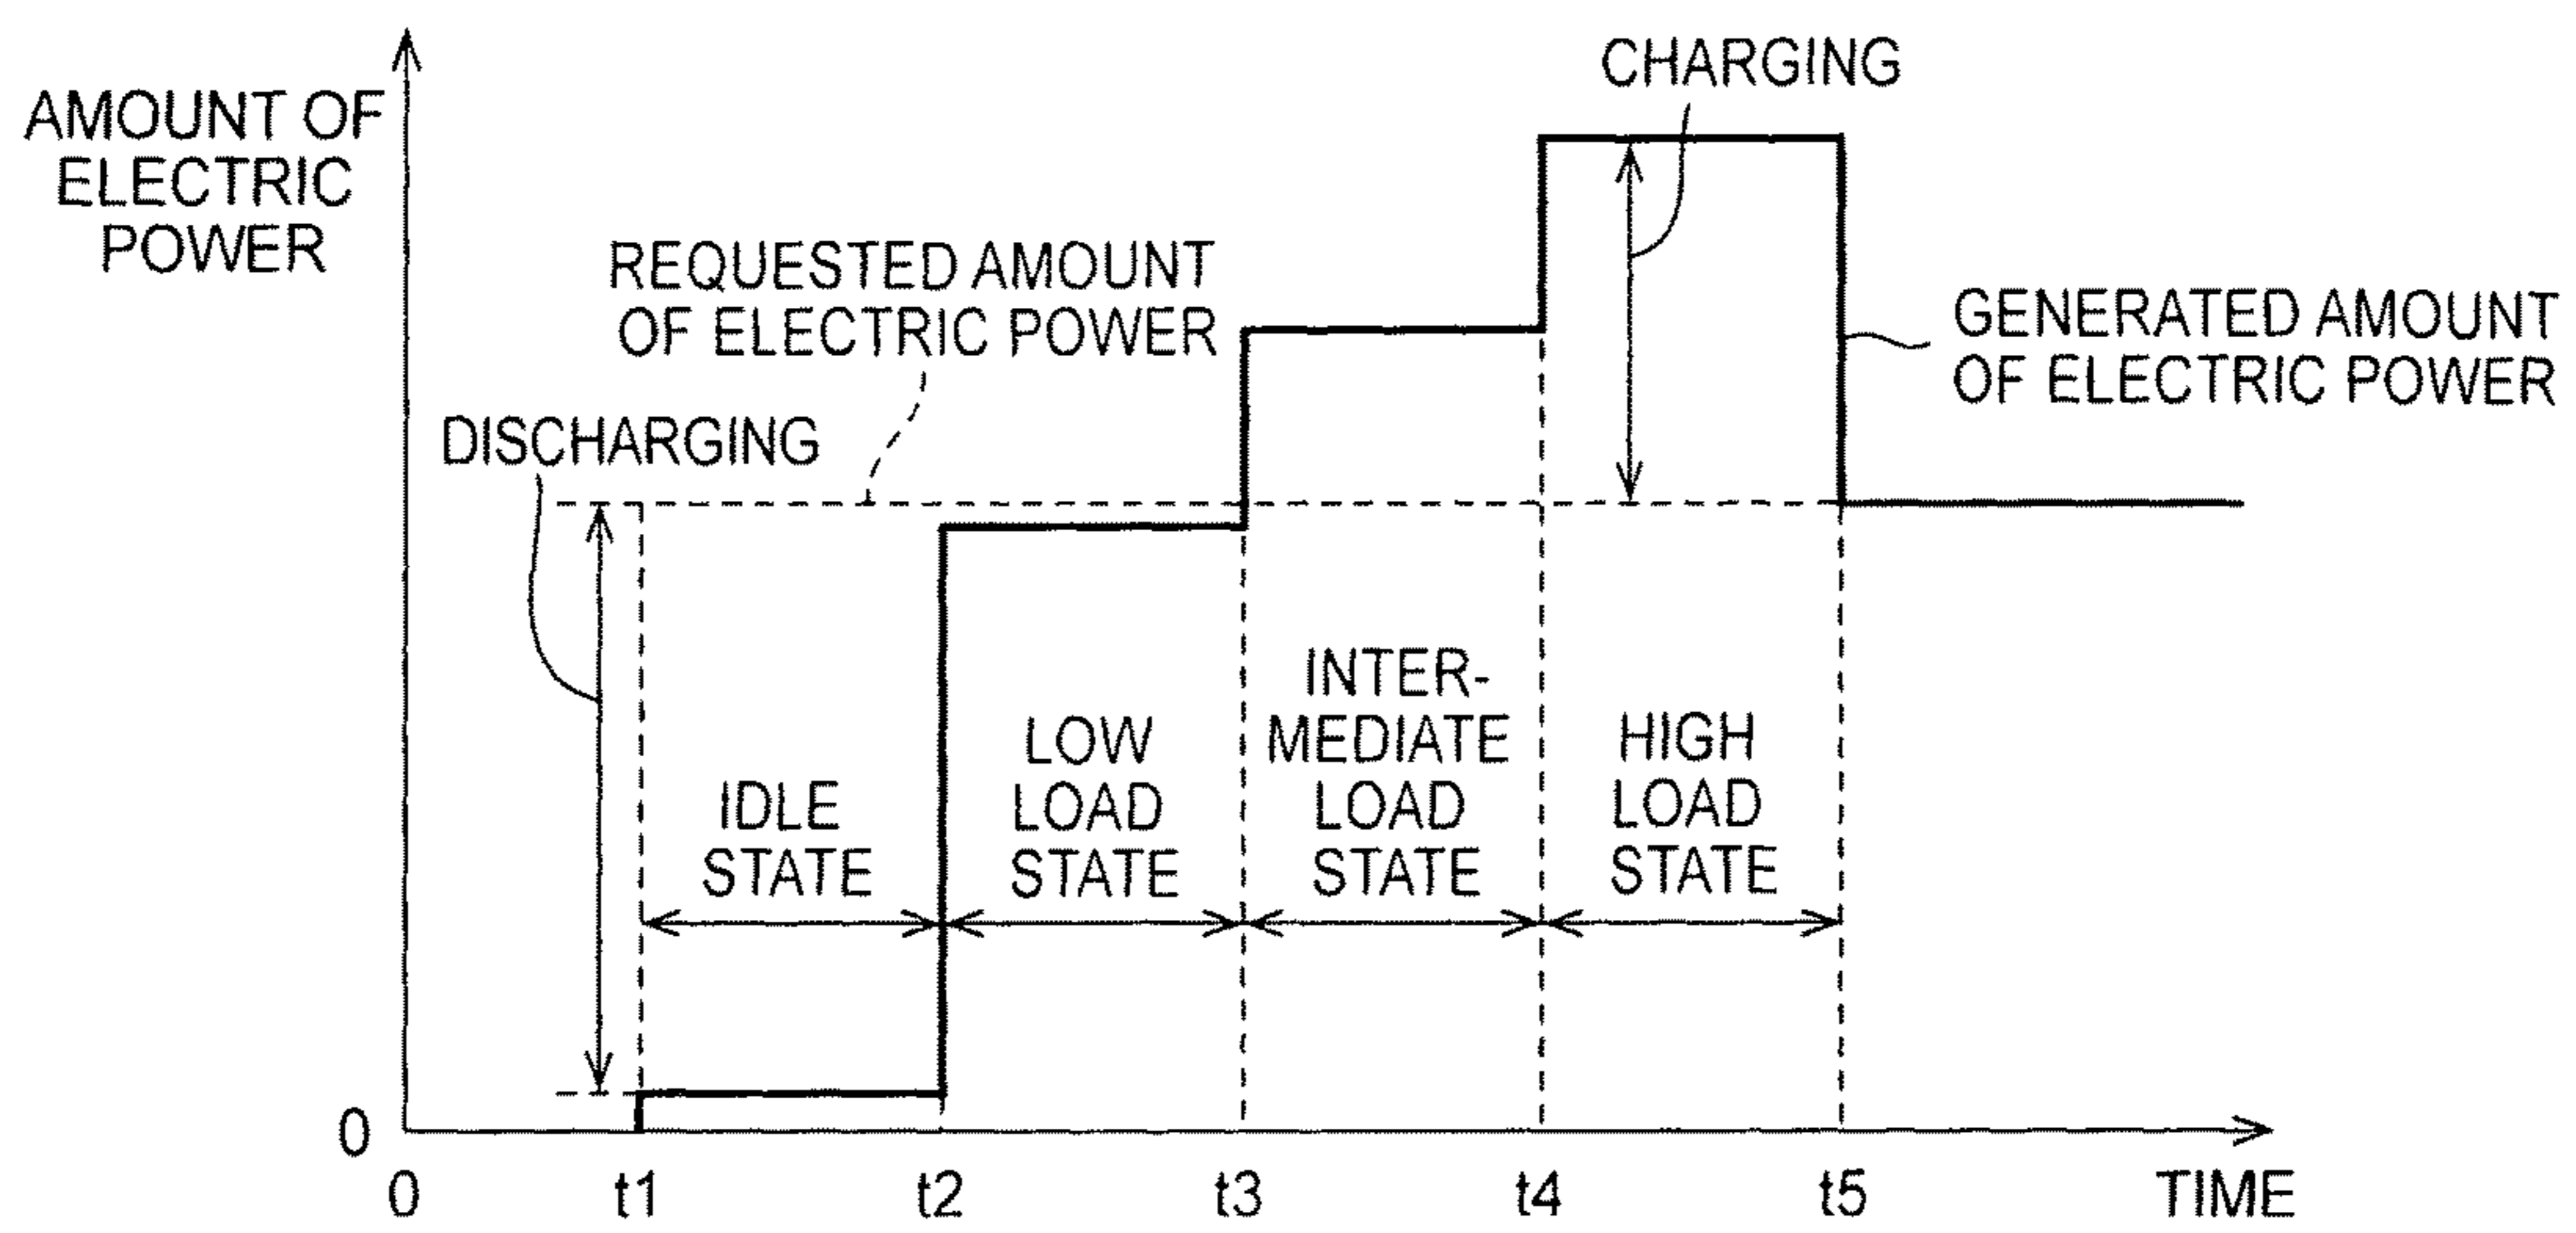 AMOUNT OF
ELECTRIC
POWER
CHARGING
REQUESTED AMOUNT
OF ELECTRIC POWER
GENERATED AMOUNT
OF ELECTRIC POWER
DISCHARGING
IDLE
STATE
LOW
LOAD
STATE
INTER-
MEDIATE
LOAD
STATE
HIGH
LOAD
STATE
0
0
t1
t2
t3
t4
t5
TIME